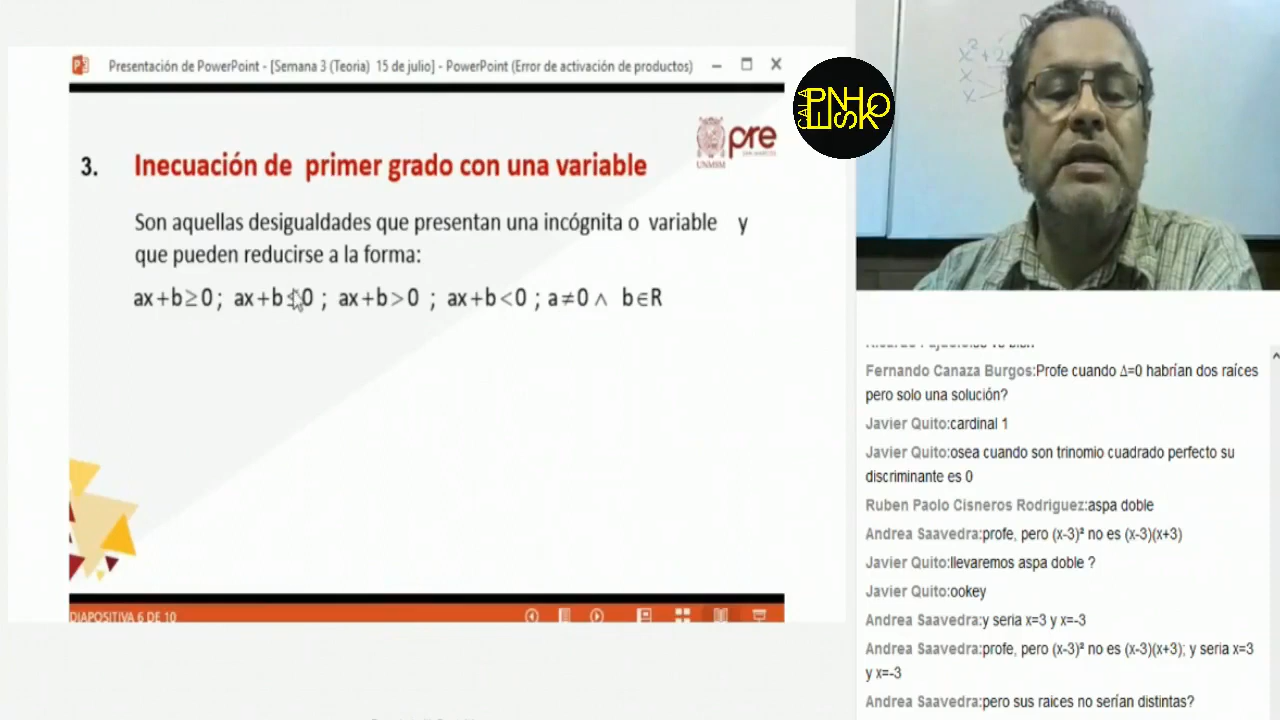 Presentación de PowerPoint - [Semana 3 (Teoria) 15 de julio] - PowerPoint (Error de activación de productos)
pre
SAN MARCOS
UNMSM
3. Inecuación de primer grado con una variable
Son aquellas desigualdades que presentan una incógnita o variable y
que pueden reducirse a la forma:
ax+b≥0; ax+b≤0 ; ax+b>0 ; ax+b<0 ; a≠0 ∧ b∈R
DIAPOSITIVA 6 DE 10
x² + 2
x
x
Fernando Canaza Burgos:Profe cuando Δ=0 habrían dos raíces
pero solo una solución?
Javier Quito:cardinal 1
Javier Quito:osea cuando son trinomio cuadrado perfecto su
discriminante es 0
Ruben Paolo Cisneros Rodriguez:aspa doble
Andrea Saavedra:profe, pero (x-3)² no es (x-3)(x+3)
Javier Quito:llevaremos aspa doble ?
Javier Quito:ookey
Andrea Saavedra:y seria x=3 y x=-3
Andrea Saavedra:profe, pero (x-3)² no es (x-3)(x+3); y seria x=3
y x=-3
Andrea Saavedra:pero sus raices no serían distintas?